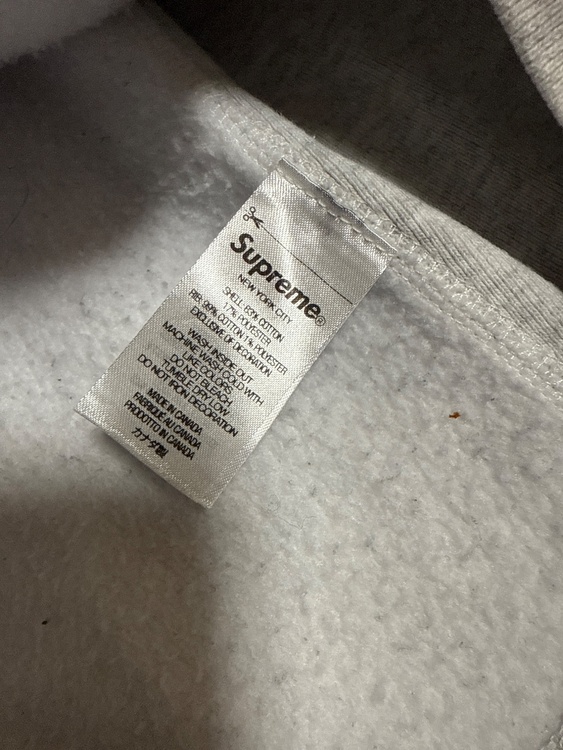 Supreme®
NEW YORK CITY
SHELL 83% COTTON
17% POLYESTER
RIB 99% COTTON 1% POLYESTER
EXCLUSIVE OF DECORATION
WASH INSIDE OUT
MACHINE WASH COLD WITH
LIKE COLORS
DO NOT BLEACH
TUMBLE DRY LOW
DO NOT IRON DECORATION
MADE IN CANADA
FABRIQUÉ AU CANADA
PRODOTTO IN CANADA
カナダ製